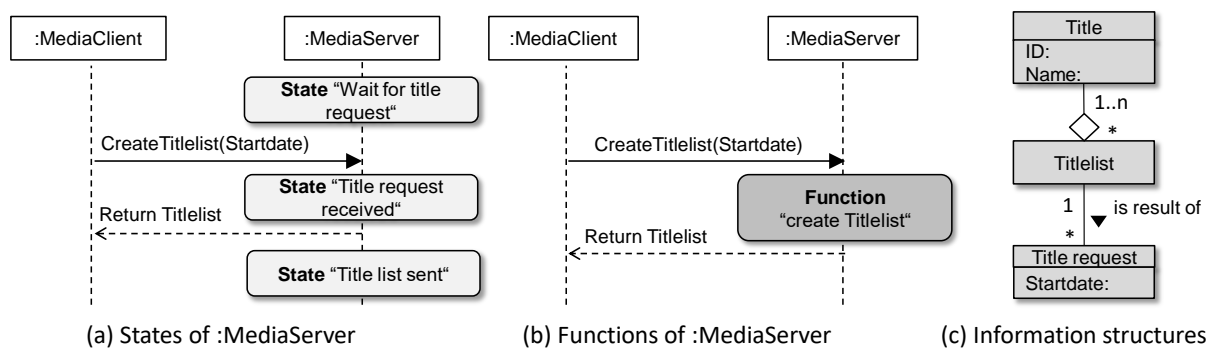 :MediaClient
:MediaServer
State “Wait for title
request“
CreateTitlelist(Startdate)
State “Title request
received“
Return Titlelist
State “Title list sent“
(a) States of :MediaServer
:MediaClient
:MediaServer
CreateTitlelist(Startdate)
Function
“create Titlelist“
Return Titlelist
(b) Functions of :MediaServer
Title
ID:
Name:
1..n
*
Titlelist
1
is result of
*
Title request
Startdate:
(c) Information structures